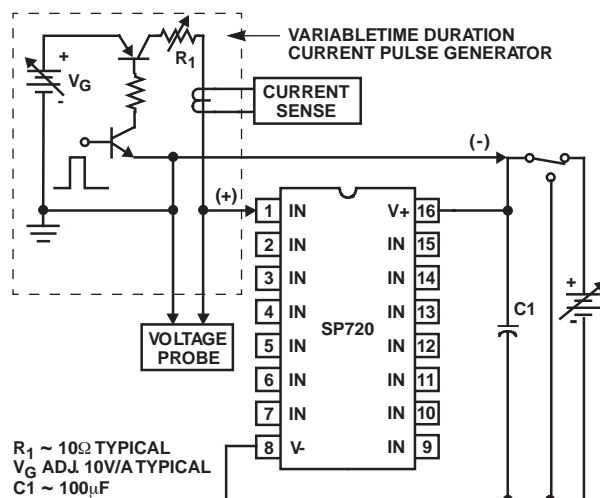 VARIABLETIME DURATION
CURRENT PULSE GENERATOR
+
VG
-
R1
CURRENT
SENSE
(-)
(+)
1 IN V+ 16
2 IN IN 15
3 IN IN 14
4 IN IN 13
5 IN IN 12
6 IN IN 11
7 IN IN 10
8 V- IN 9
SP720
VOLTAGE
PROBE
C1
+
-
R1 ~ 10Ω TYPICAL
VG ADJ. 10V/A TYPICAL
C1 ~ 100μF